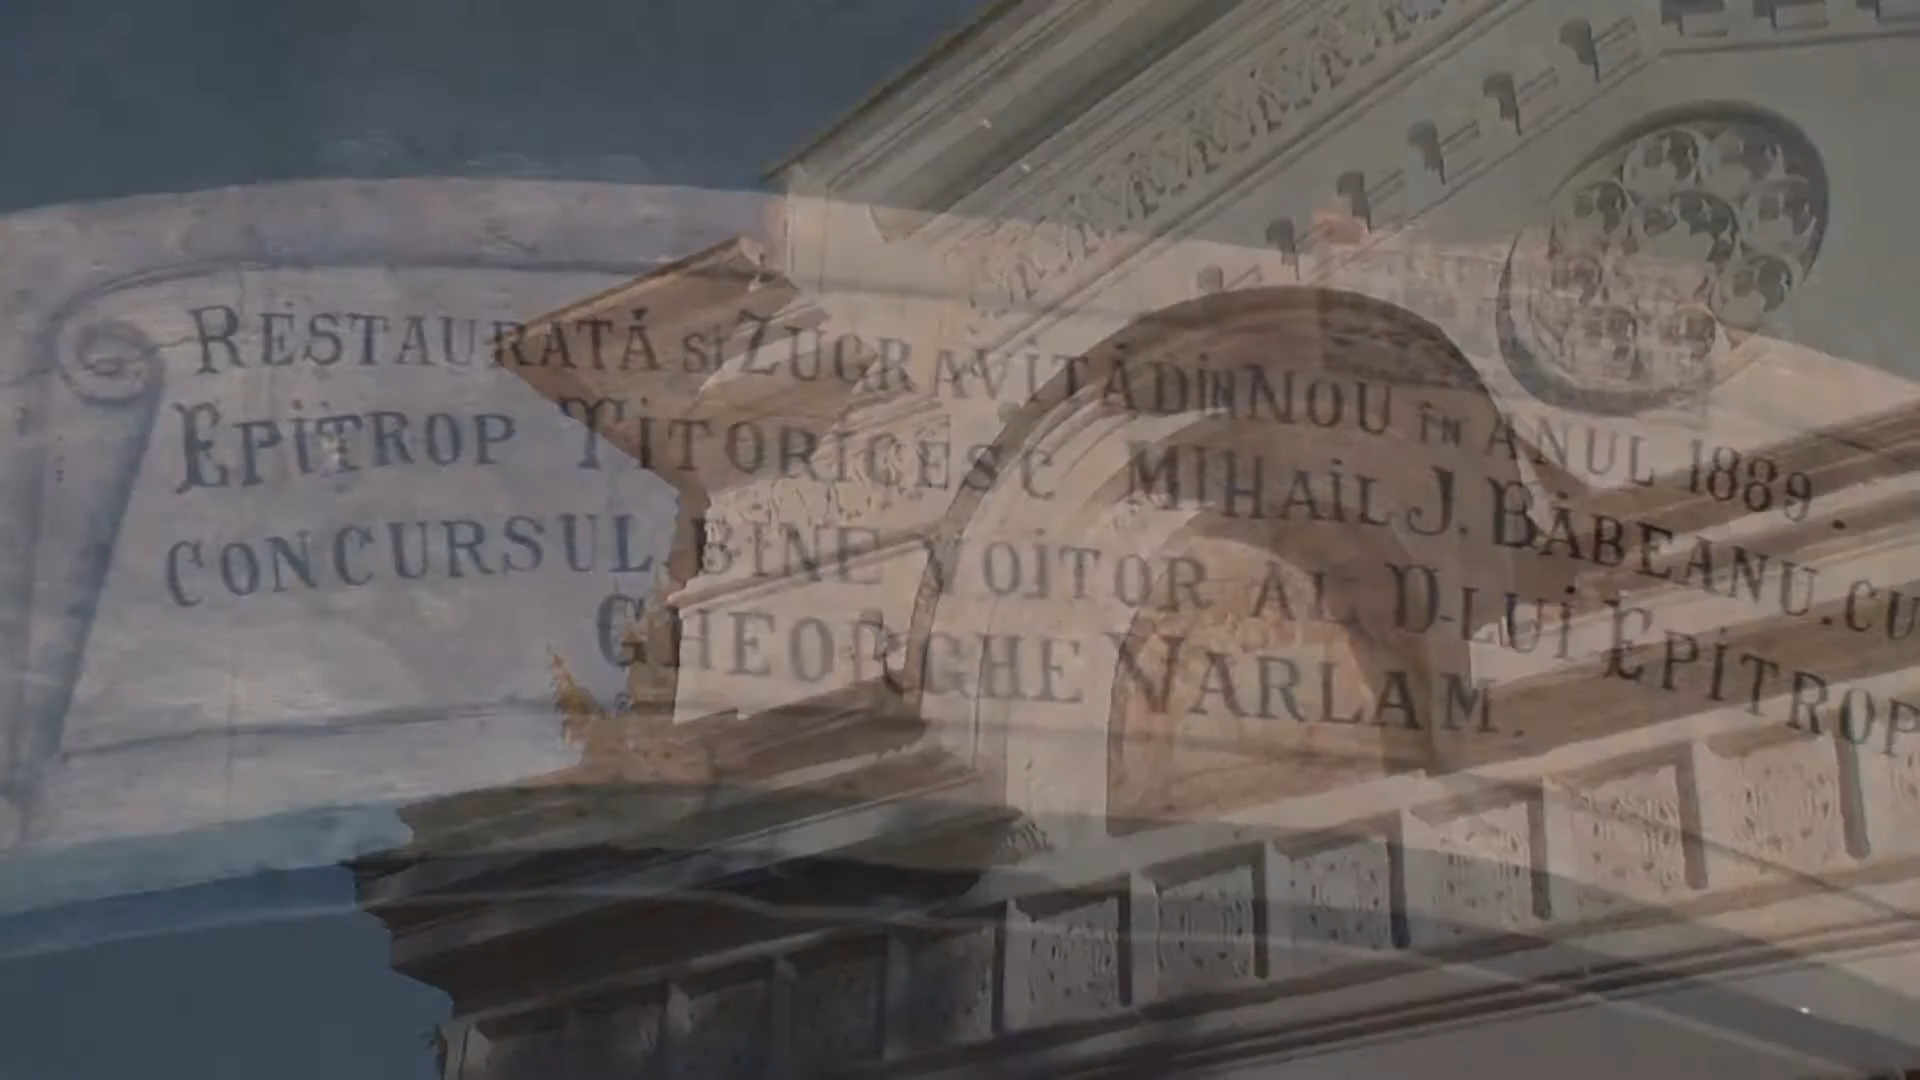 RESTAURATĂ SI ZUGRAVITĂ DIN NOU ÎN ANUL 1889.
EPITROP TITORICESC MIHAIL J. BĂBEANU. CU
CONCURSUL BINE VOITOR AL D-LUI EPITROP
GHEORGHE VARLAM.